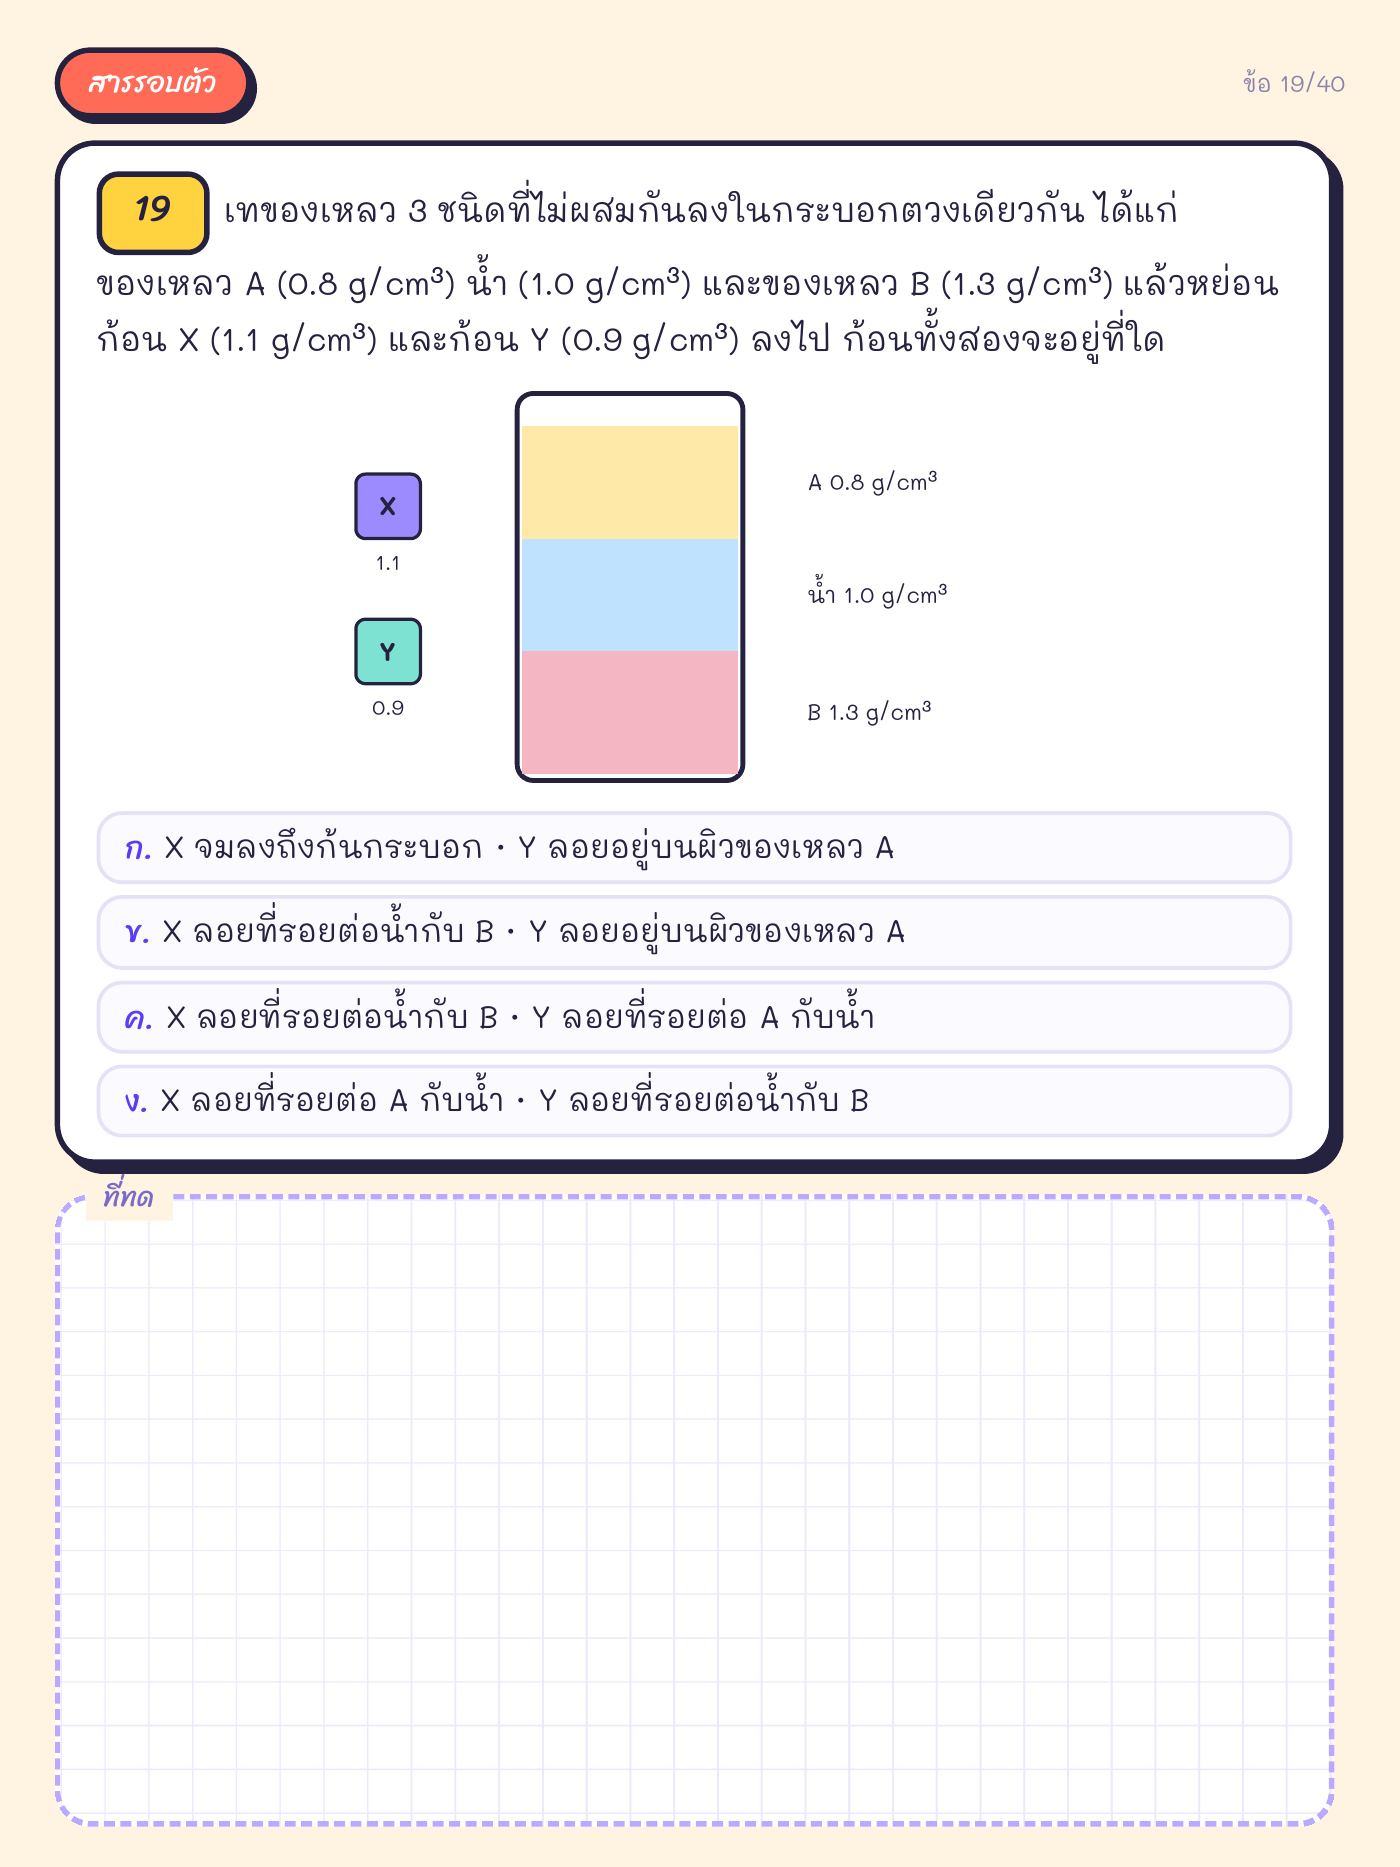 สารรอบตัว
ข้อ 19/40
19 เทของเหลว 3 ชนิดที่ไม่ผสมกันลงในกระบอกตวงเดียวกัน ได้แก่
ของเหลว A (0.8 g/cm³) น้ำ (1.0 g/cm³) และของเหลว B (1.3 g/cm³) แล้วหย่อน
ก้อน X (1.1 g/cm³) และก้อน Y (0.9 g/cm³) ลงไป ก้อนทั้งสองจะอยู่ที่ใด
A 0.8 g/cm³
X
1.1
น้ำ 1.0 g/cm³
Y
0.9
B 1.3 g/cm³
ก. X จมลงถึงก้นกระบอก · Y ลอยอยู่บนผิวของเหลว A
ข. X ลอยที่รอยต่อน้ำกับ B · Y ลอยอยู่บนผิวของเหลว A
ค. X ลอยที่รอยต่อน้ำกับ B · Y ลอยที่รอยต่อ A กับน้ำ
ง. X ลอยที่รอยต่อ A กับน้ำ · Y ลอยที่รอยต่อน้ำกับ B
ที่ทด